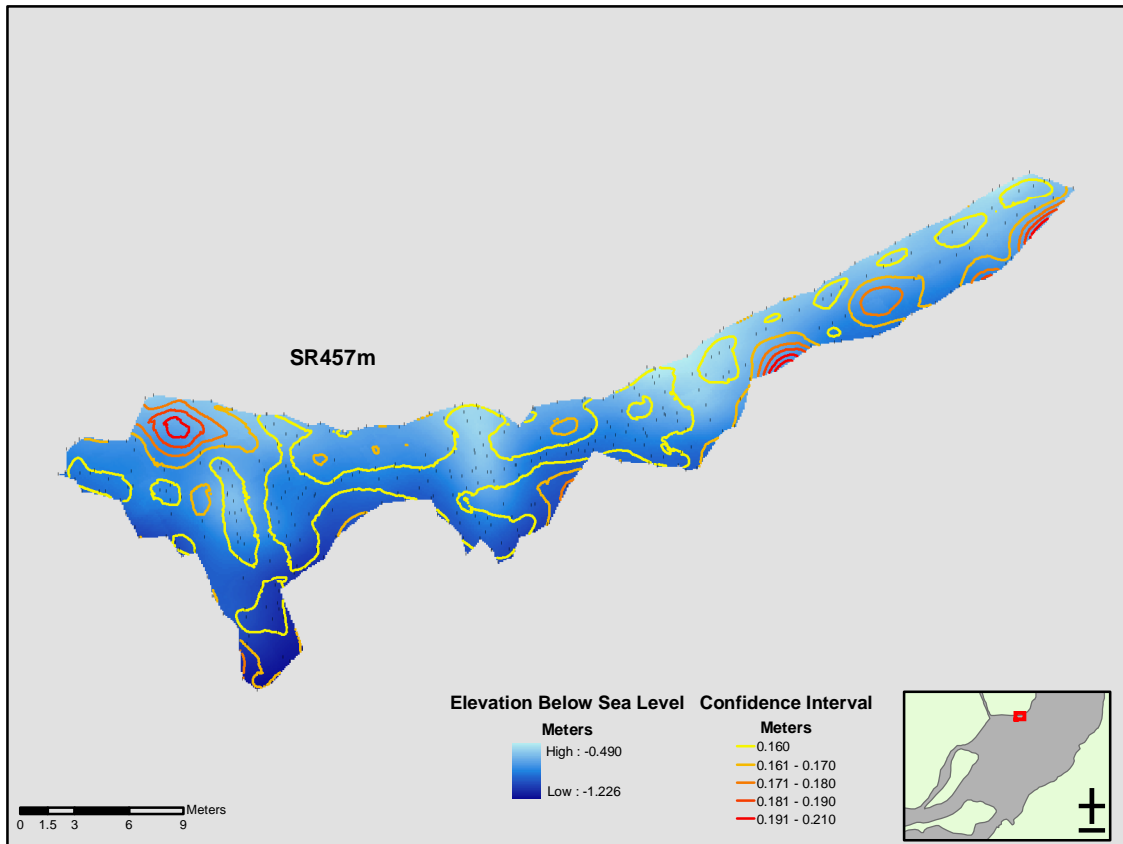 SR457m
Elevation Below Sea Level
Meters
High : -0.490
Low : -1.226
Confidence Interval
Meters
0.160
0.161 - 0.170
0.171 - 0.180
0.181 - 0.190
0.191 - 0.210
Meters
0 1.5 3 6 9